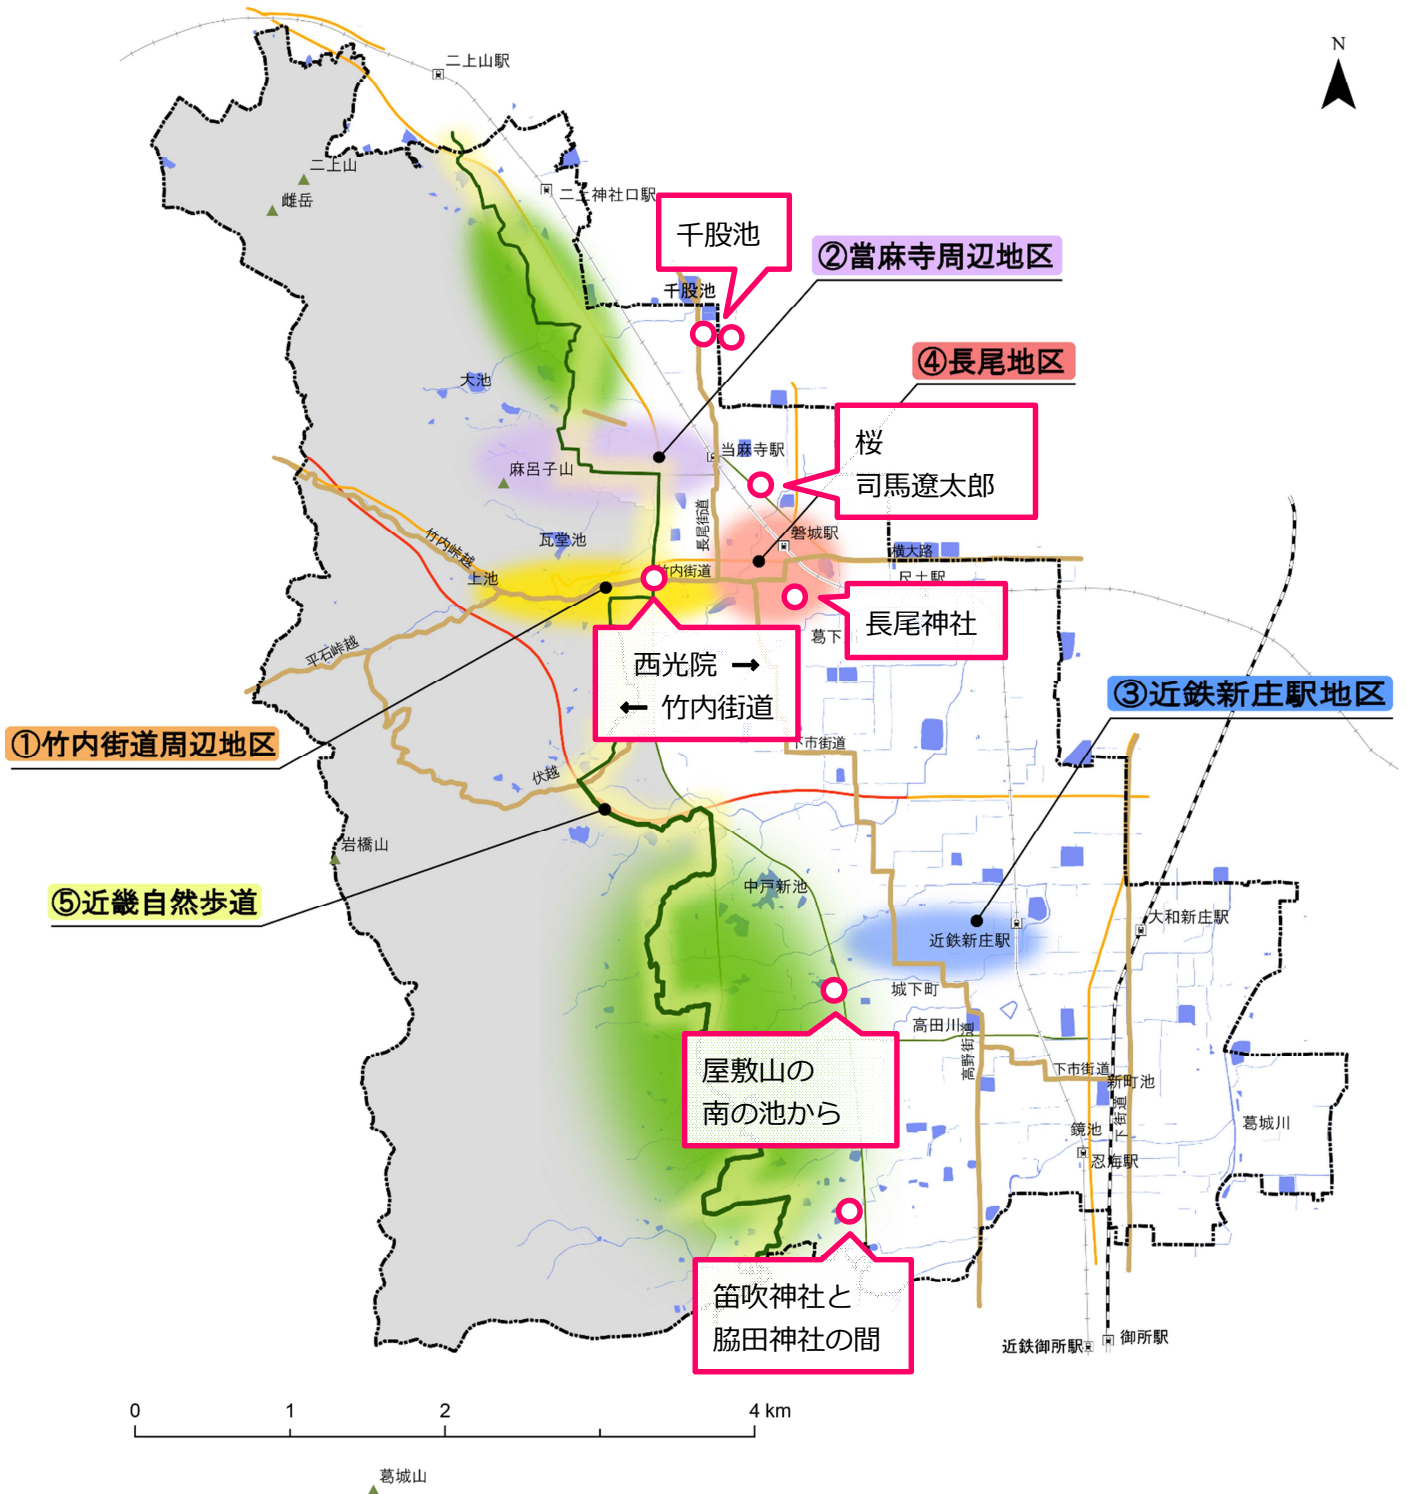 N
二上山駅
二上山
雌岳
二上神社口駅
千股池
②當麻寺周辺地区
千股池
④長尾地区
大池
桜
司馬遼太郎
当麻寺駅
麻呂子山
長尾街道
磐城駅
竹内峠越
瓦堂池
横大路
上池
竹内街道
尺土駅
長尾神社
葛下
西光院 →
← 竹内街道
平石峠越
③近鉄新庄駅地区
①竹内街道周辺地区
下市街道
伏越
岩橋山
⑤近畿自然歩道
中戸新池
大和新庄駅
近鉄新庄駅
城下町
高田川
高野街道
屋敷山の
南の池から
下市街道
新町池
下街道
鏡池
葛城川
忍海駅
笛吹神社と
脇田神社の間
近鉄御所駅
御所駅
0 1 2 4 km
葛城山